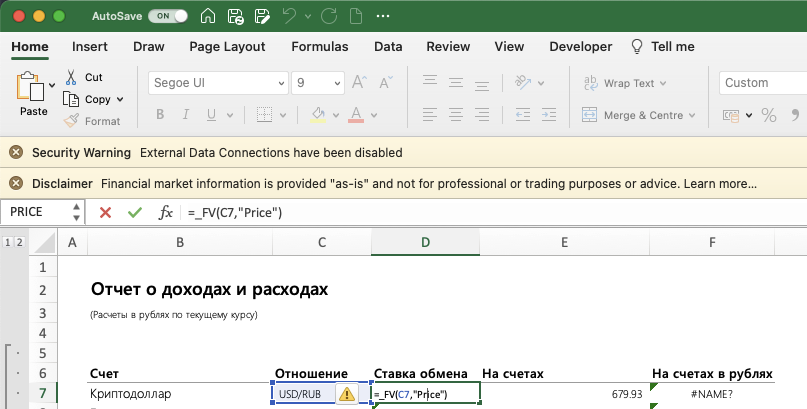 AutoSave ON
Home Insert Draw Page Layout Formulas Data Review View Developer Tell me
Paste Cut Copy Format
Segoe UI 9 A^ A˅
B I U A
ab Wrap Text
Merge & Centre
Custom
%
Security Warning External Data Connections have been disabled
Disclaimer Financial market information is provided "as-is" and not for professional or trading purposes or advice. Learn more...
PRICE fx =_FV(C7,"Price")
1 2 A B C D E F
1
2 Отчет о доходах и расходах
3 (Расчеты в рублях по текущему курсу)
4
5
6 Счет Отношение Ставка обмена На счетах На счетах в рублях
7 Криптодоллар USD/RUB =_FV(C7,"Price") 679.93 #NAME?